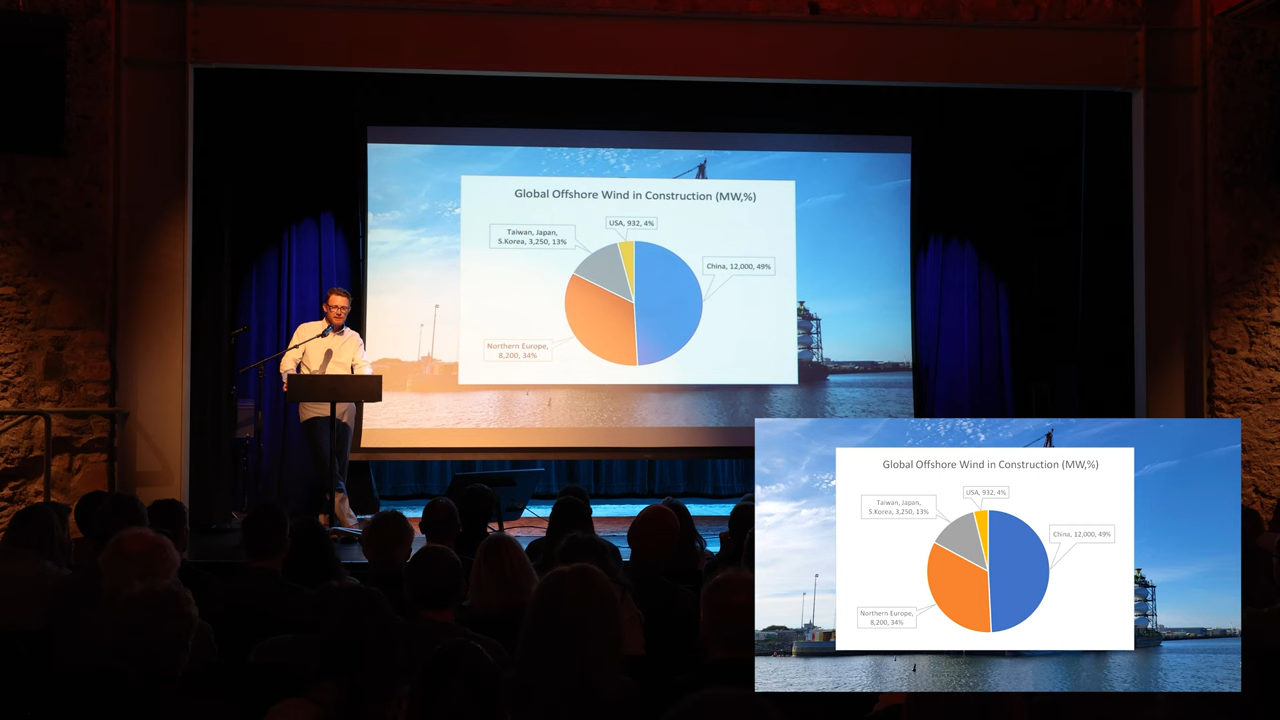 Global Offshore Wind in Construction (MW,%)
USA, 932, 4%
Taiwan, Japan,
S.Korea, 3,250, 13%
China, 12,000, 49%
Northern Europe,
8,200, 34%
Global Offshore Wind in Construction (MW,%)
USA, 932, 4%
Taiwan, Japan,
S.Korea, 3,250, 13%
China, 12,000, 49%
Northern Europe,
8,200, 34%